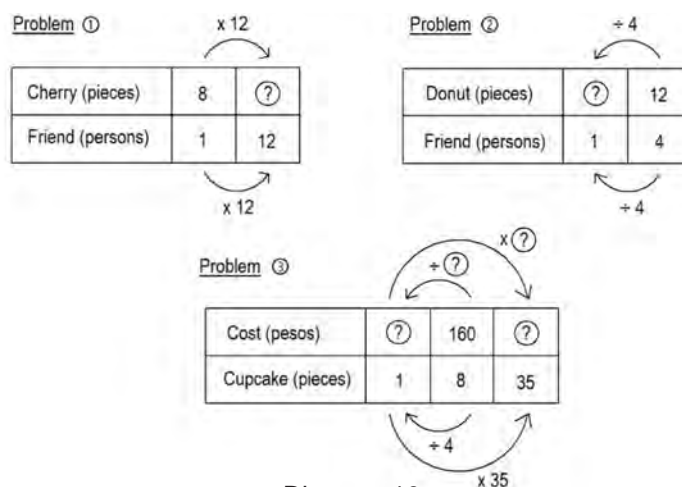 Problem ①
x 12
Cherry (pieces) 8 ?
Friend (persons) 1 12
x 12
Problem ②
÷ 4
Donut (pieces) ? 12
Friend (persons) 1 4
÷ 4
Problem ③
x ?
÷ ?
Cost (pesos) ? 160 ?
Cupcake (pieces) 1 8 35
÷ 4
x 35